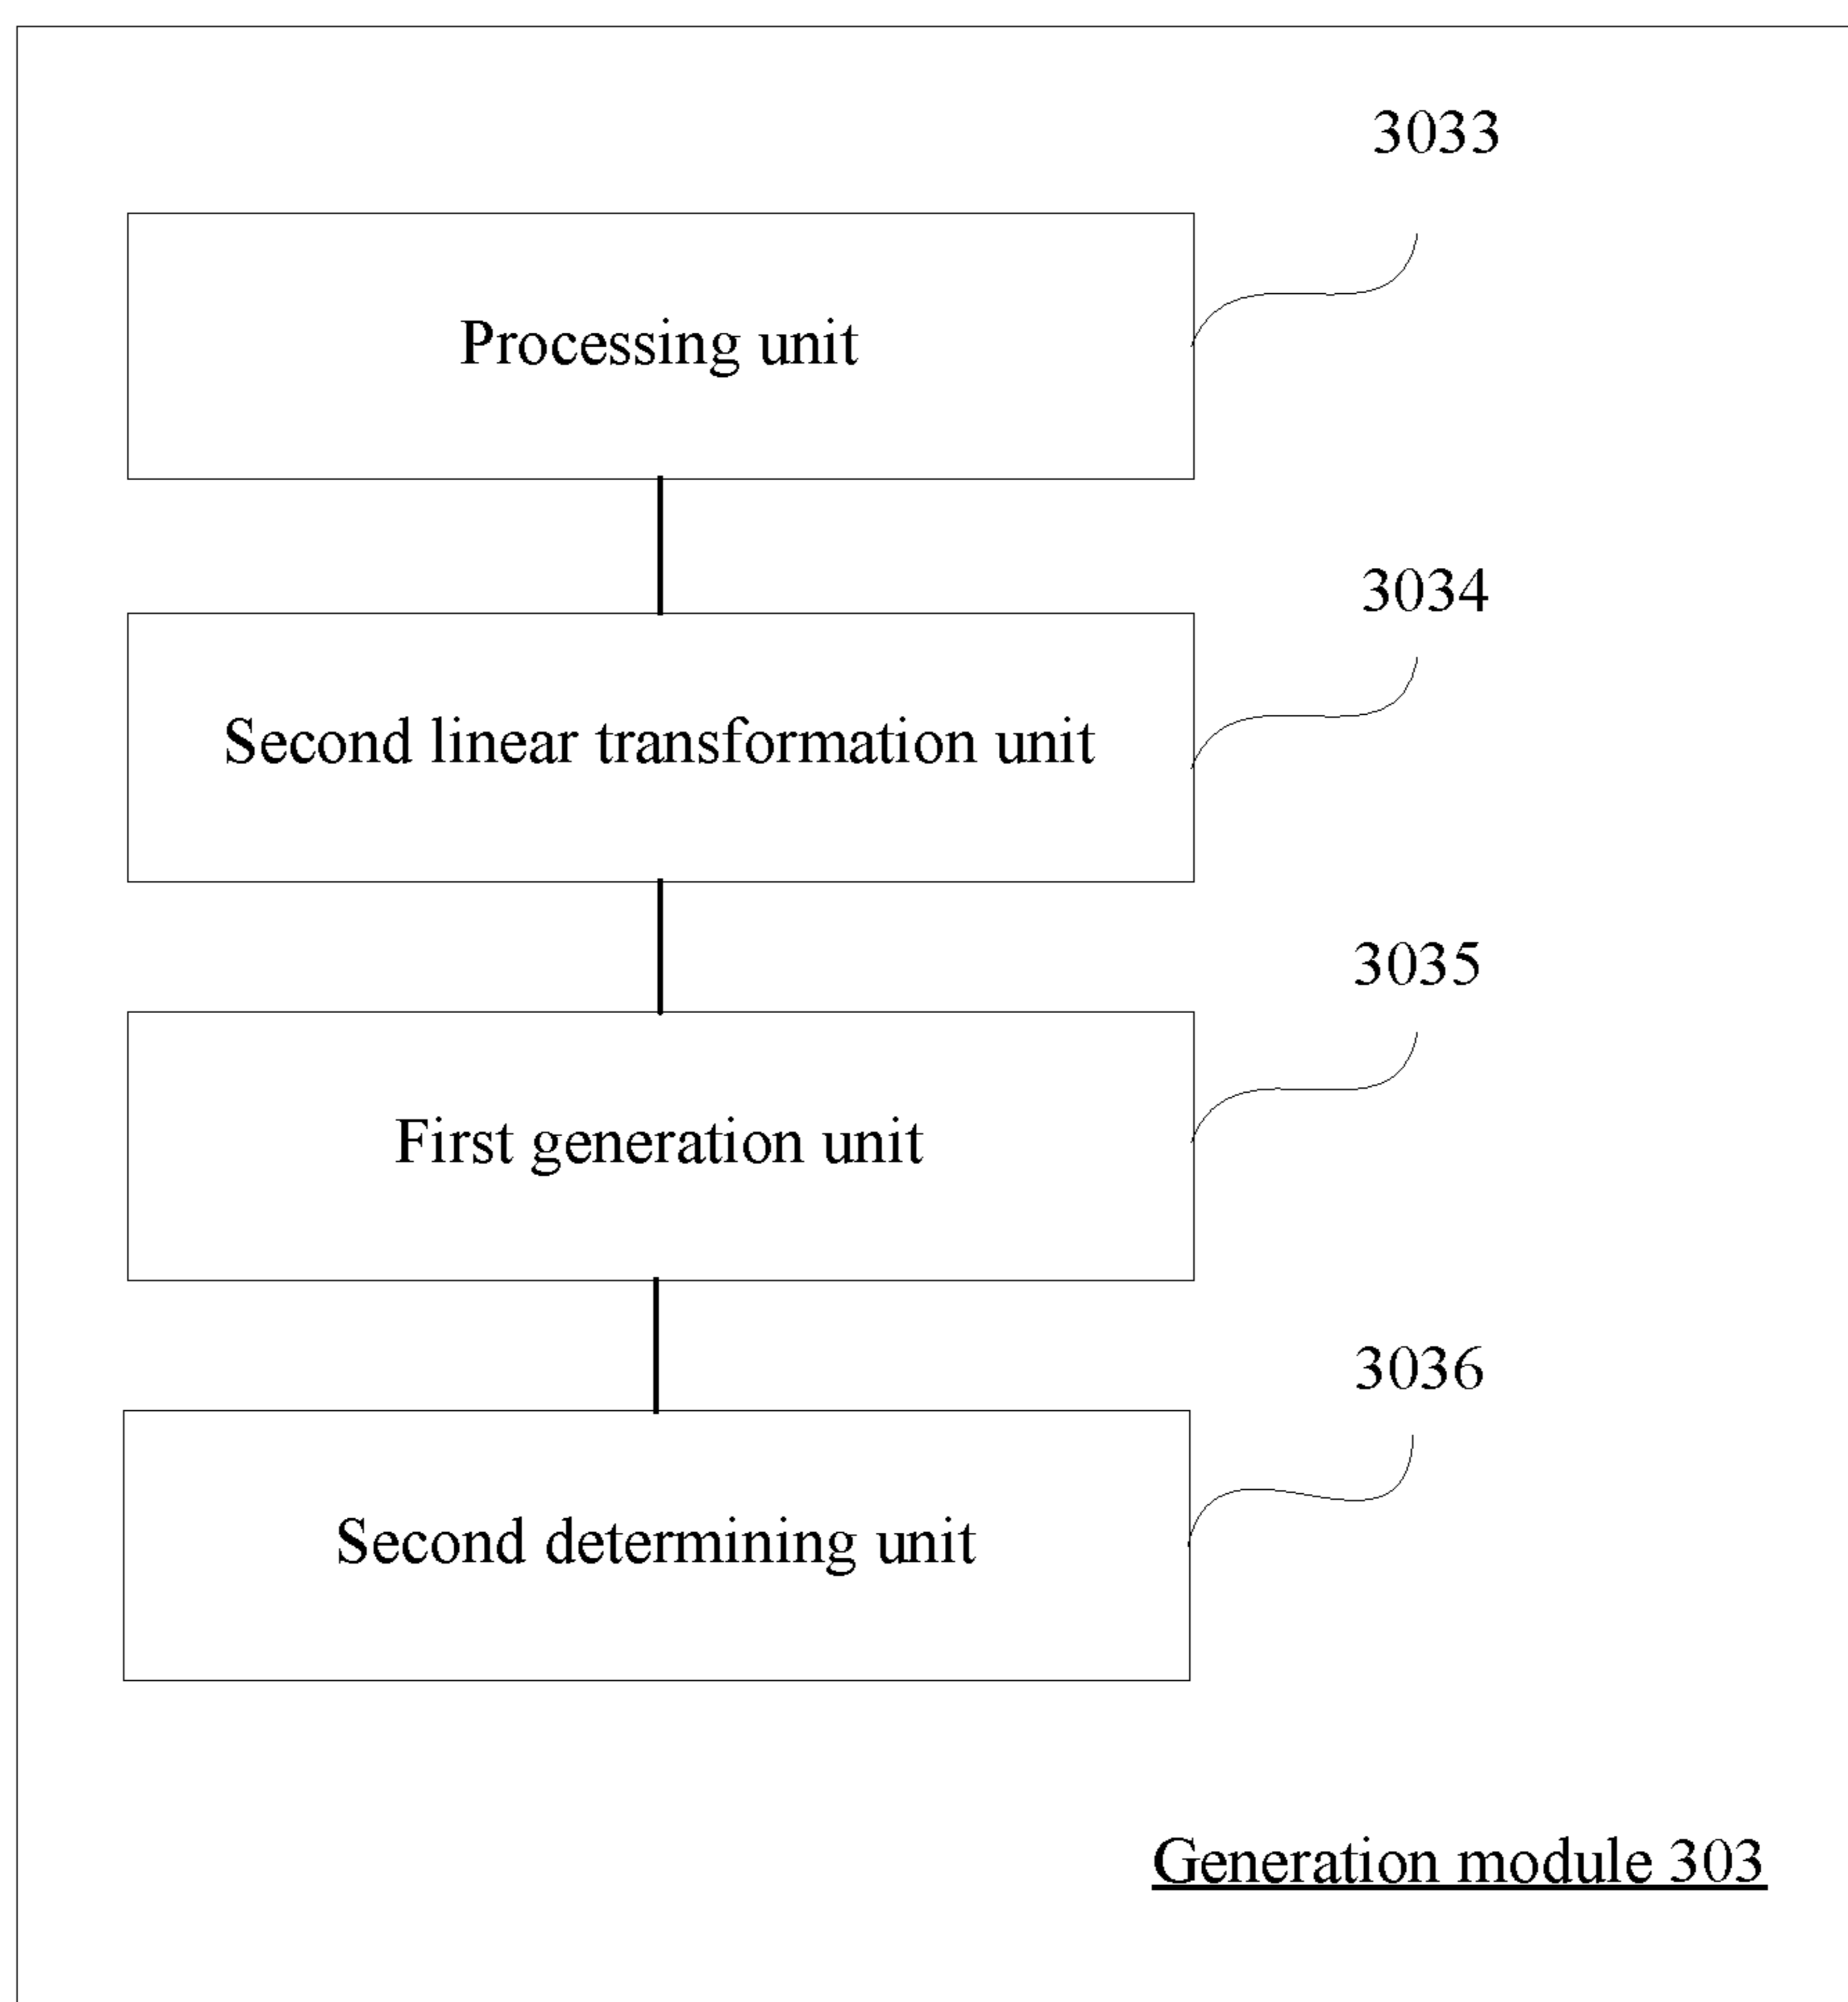 3033
Processing unit
3034
Second linear transformation unit
3035
First generation unit
3036
Second determining unit
Generation module 303